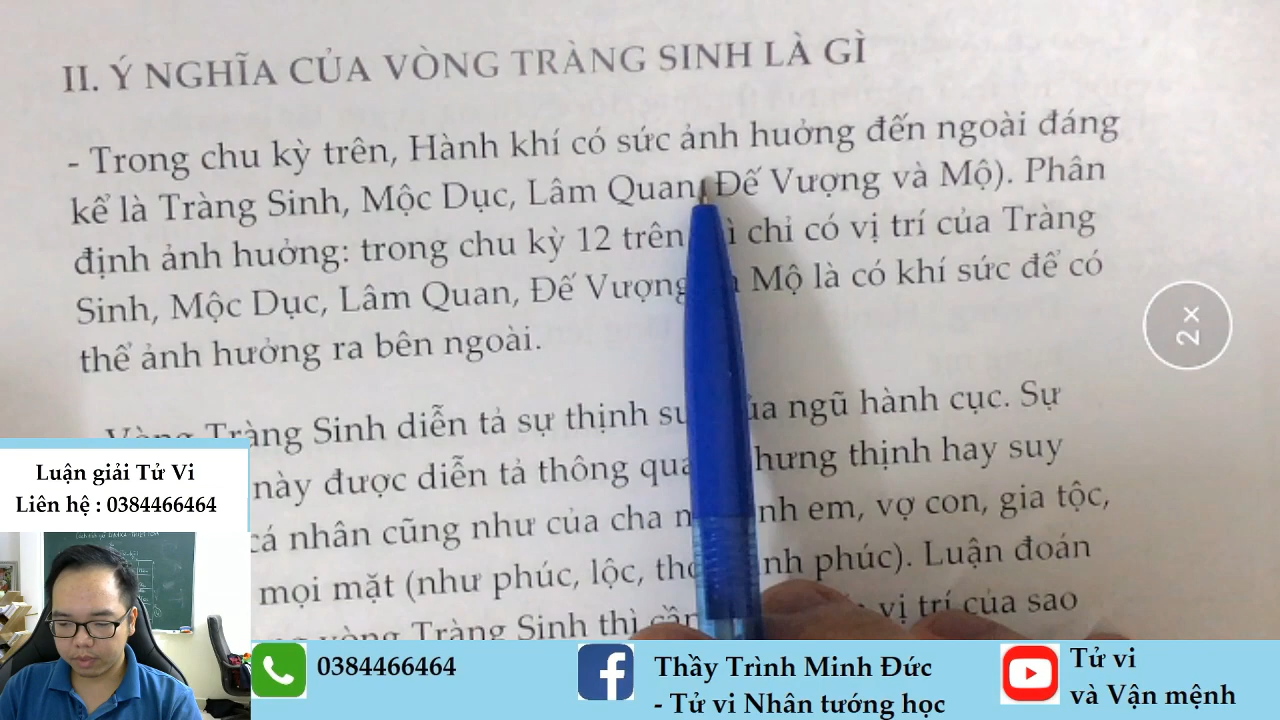 II. Ý NGHĨA CỦA VÒNG TRÀNG SINH LÀ GÌ
- Trong chu kỳ trên, Hành khí có sức ảnh huởng đến ngoài đáng
kể là Tràng Sinh, Mộc Dục, Lâm Quan, Đế Vượng và Mộ). Phân
định ảnh huởng: trong chu kỳ 12 trên chỉ có vị trí của Tràng
Sinh, Mộc Dục, Lâm Quan, Đế Vượng Mộ là có khí sức để có
thể ảnh hưởng ra bên ngoài.
Vòng Tràng Sinh diễn tả sự thịnh ngũ hành cục. Sự
này được diễn tả thông qua hưng thịnh hay suy
cá nhân cũng như của cha em, vợ con, gia tộc,
mọi mặt (như phúc, lộc, phúc). Luận đoán
vòng Tràng Sinh thì cần vị trí của sao
2×
Luận giải Tử Vi
Liên hệ : 0384466464
0384466464
Thầy Trình Minh Đức
- Tử vi Nhân tướng học
Tử vi
và Vận mệnh